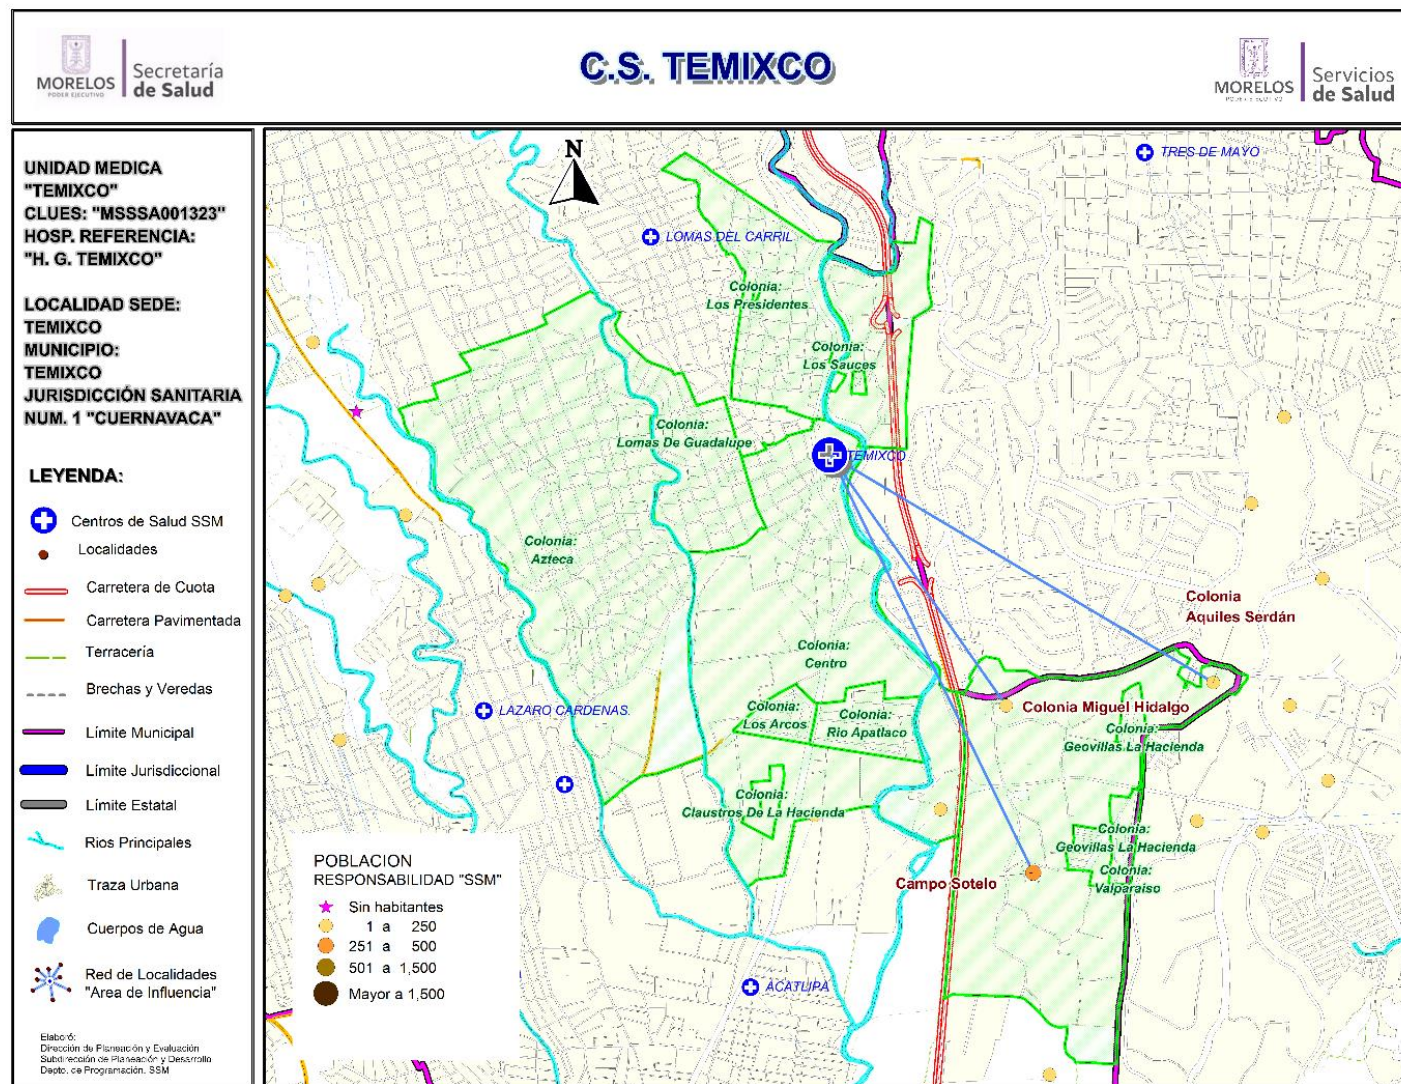 MORELOS
PODER EJECUTIVO
Secretaría
de Salud
C.S. TEMIXCO
MORELOS
Servicios
de Salud
UNIDAD MEDICA
"TEMIXCO"
CLUES: "MSSSA001323"
HOSP. REFERENCIA:
"H. G. TEMIXCO"
LOCALIDAD SEDE:
TEMIXCO
MUNICIPIO:
TEMIXCO
JURISDICCIÓN SANITARIA
NUM. 1 "CUERNAVACA"
LEYENDA:
Centros de Salud SSM
Localidades
Carretera de Cuota
Carretera Pavimentada
Terracería
Brechas y Veredas
Límite Municipal
Límite Jurisdiccional
Límite Estatal
Rios Principales
Traza Urbana
Cuerpos de Agua
Red de Localidades
"Area de Influencia"
Elaboró:
Dirección de Planeación y Evaluación
Subdirección de Planeación y Desarrollo
Depto. de Programación. SSM
N
TRES DE MAYO
LOMAS DEL CARRIL
Colonia:
Los Presidentes
Colonia:
Los Sauces
Colonia:
Lomas De Guadalupe
TEMIXCO
Colonia:
Azteca
Colonia
Aquiles Serdán
Colonia:
Centro
LAZARO CARDENAS.
Colonia:
Los Arcos
Colonia:
Rio Apatlaco
Colonia Miguel Hidalgo
Colonia:
Geovillas La Hacienda
Colonia:
Claustros De La Hacienda
Colonia:
Geovillas La Hacienda
Colonia:
Valparaiso
Campo Sotelo
POBLACION
RESPONSABILIDAD "SSM"
Sin habitantes
1 a 250
251 a 500
501 a 1,500
Mayor a 1,500
ACATLIPA